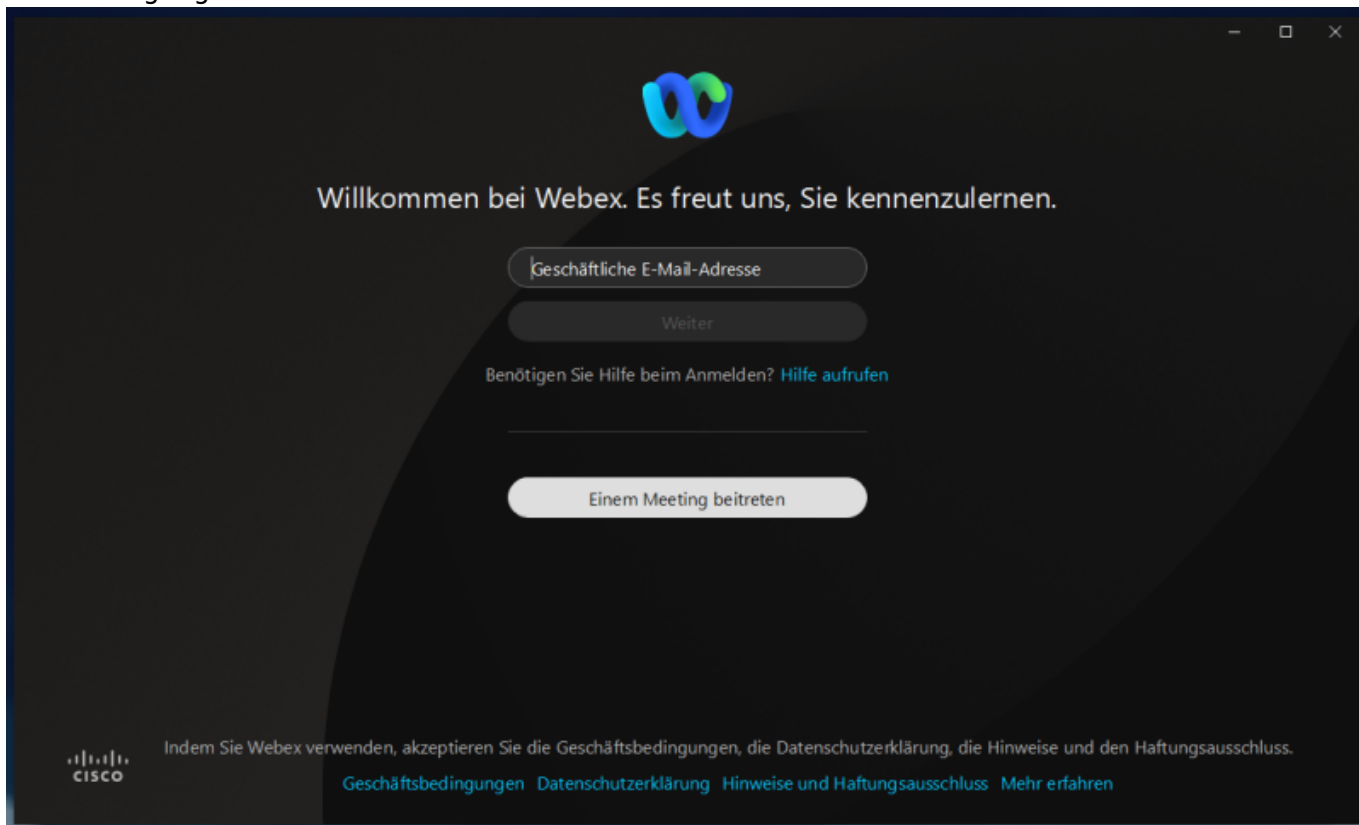 Willkommen bei Webex. Es freut uns, Sie kennenzulernen.
Geschäftliche E-Mail-Adresse
Weiter
Benötigen Sie Hilfe beim Anmelden? Hilfe aufrufen
Einem Meeting beitreten
Indem Sie Webex verwenden, akzeptieren Sie die Geschäftsbedingungen, die Datenschutzerklärung, die Hinweise und den Haftungsausschluss.
CISCO
Geschäftsbedingungen Datenschutzerklärung Hinweise und Haftungsausschluss Mehr erfahren